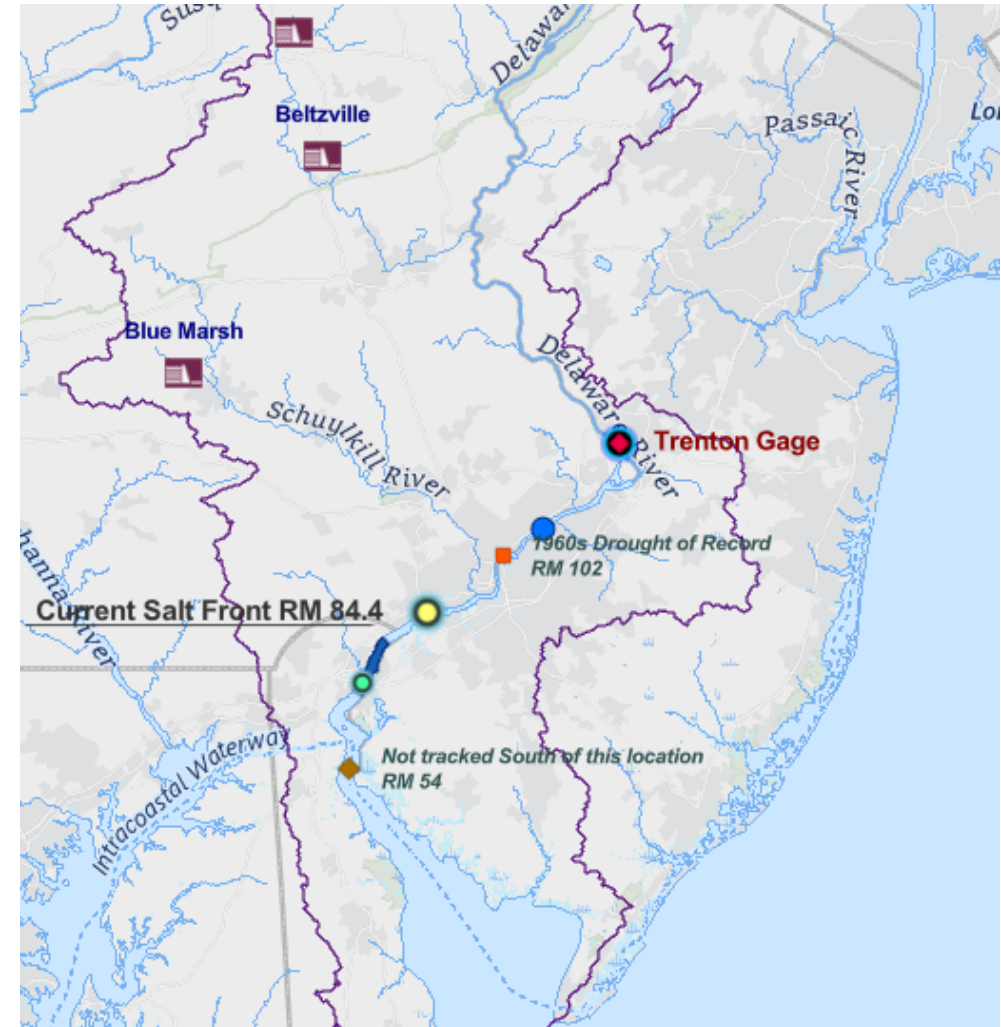 Susq
Delawar
Beltzville
Passaic
River
Lo
Blue Marsh
Delaware
River
Schuylkill River
Trenton Gage
1960s Drought of Record
RM 102
hanna River
Current Salt Front RM 84.4
Intracoastal Waterway
Not tracked South of this location
RM 54